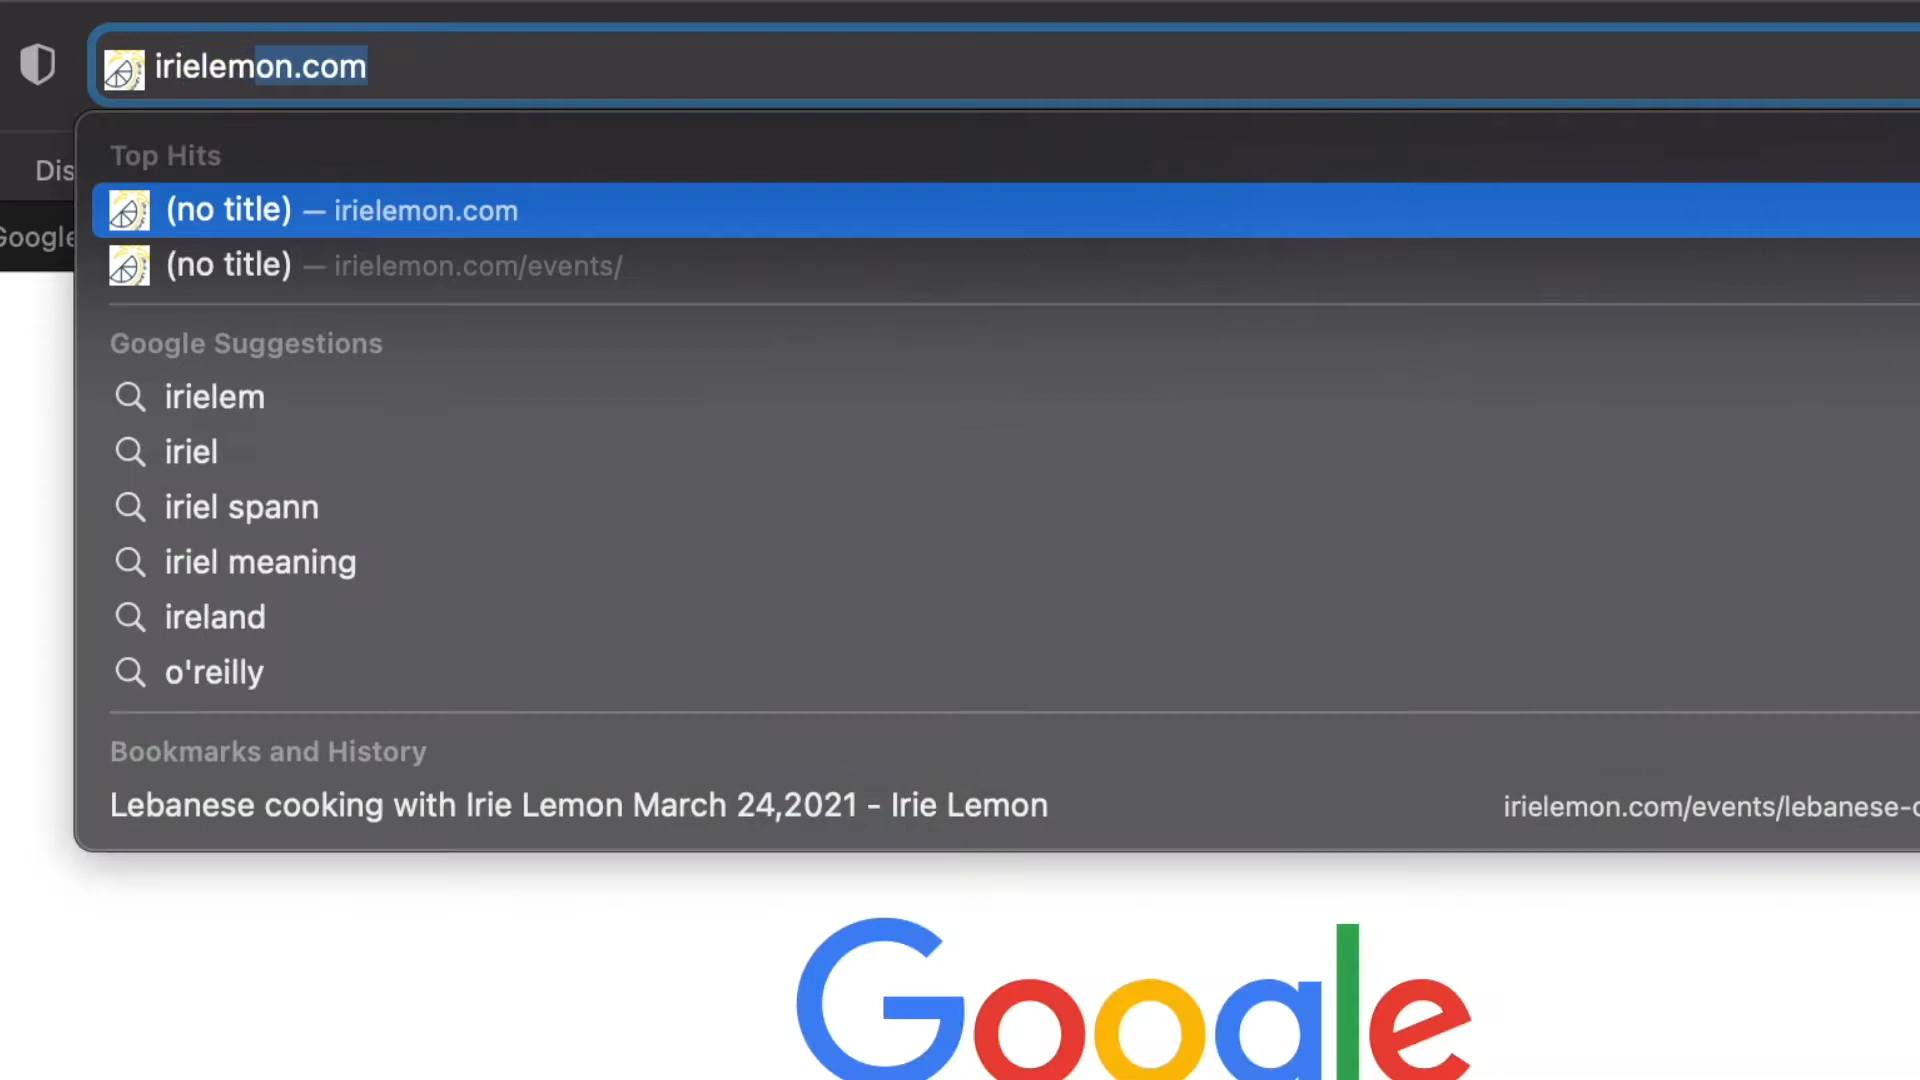 irielemon.com
Dis
Google
Top Hits
(no title) — irielemon.com
(no title) — irielemon.com/events/
Google Suggestions
irielem
iriel
iriel spann
iriel meaning
ireland
o'reilly
Bookmarks and History
Lebanese cooking with Irie Lemon March 24,2021 - Irie Lemon irielemon.com/events/lebanese-c
Google